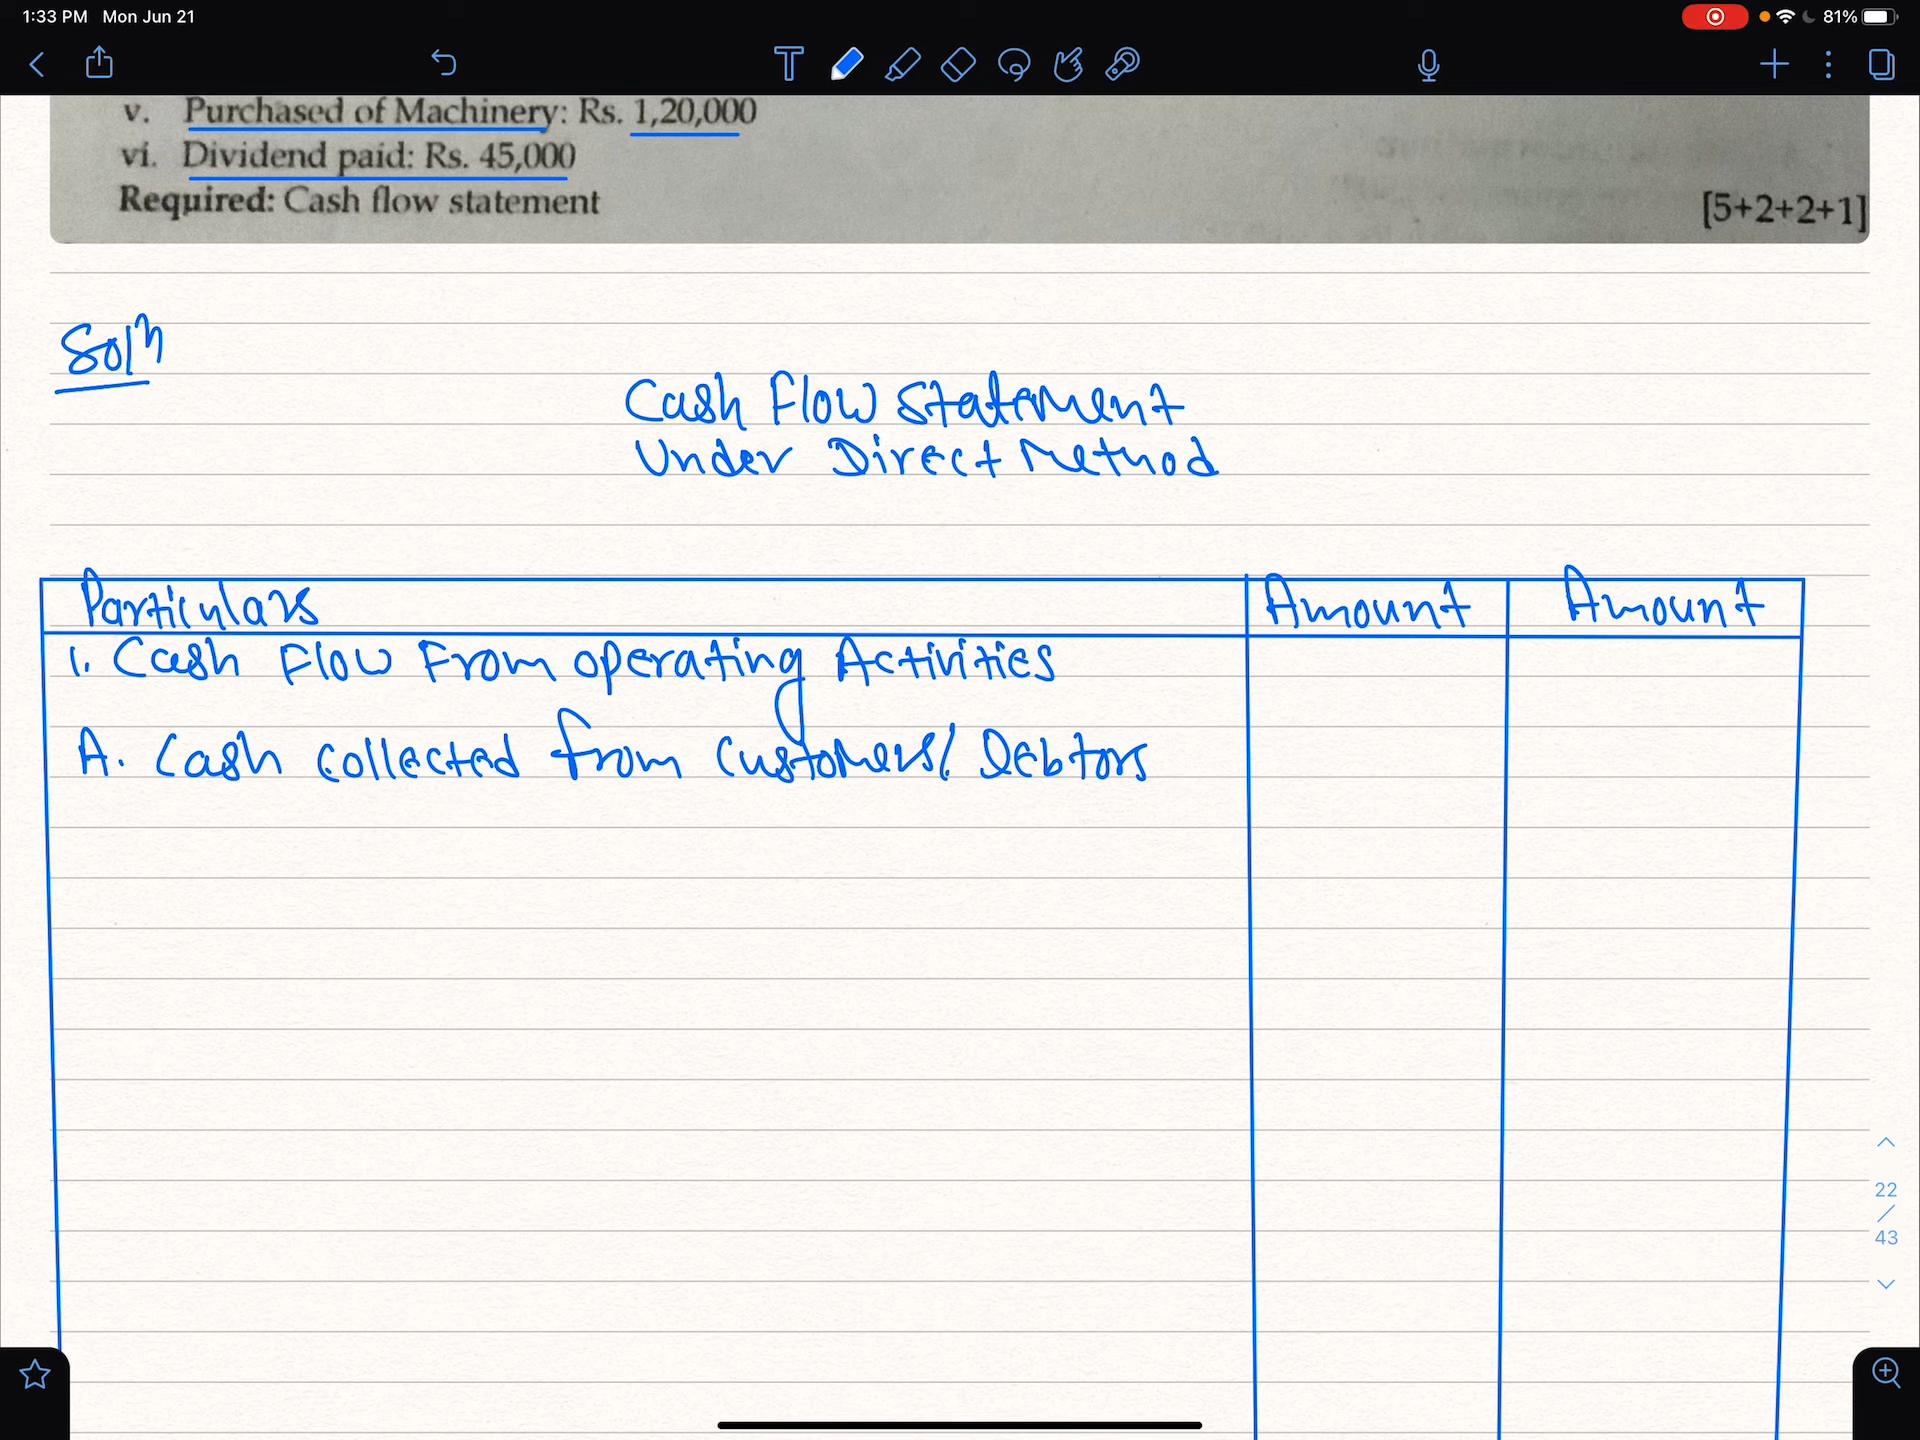 1:33 PM Mon Jun 21
81%
v. Purchased of Machinery: Rs. 1,20,000
vi. Dividend paid: Rs. 45,000
Required: Cash flow statement
[5+2+2+1]
Solⁿ
Cash Flow Statement
Under Direct Method
Particulars Amount Amount
1. Cash Flow From Operating Activities
A. Cash collected from Customers/ Debtors
22
/
43